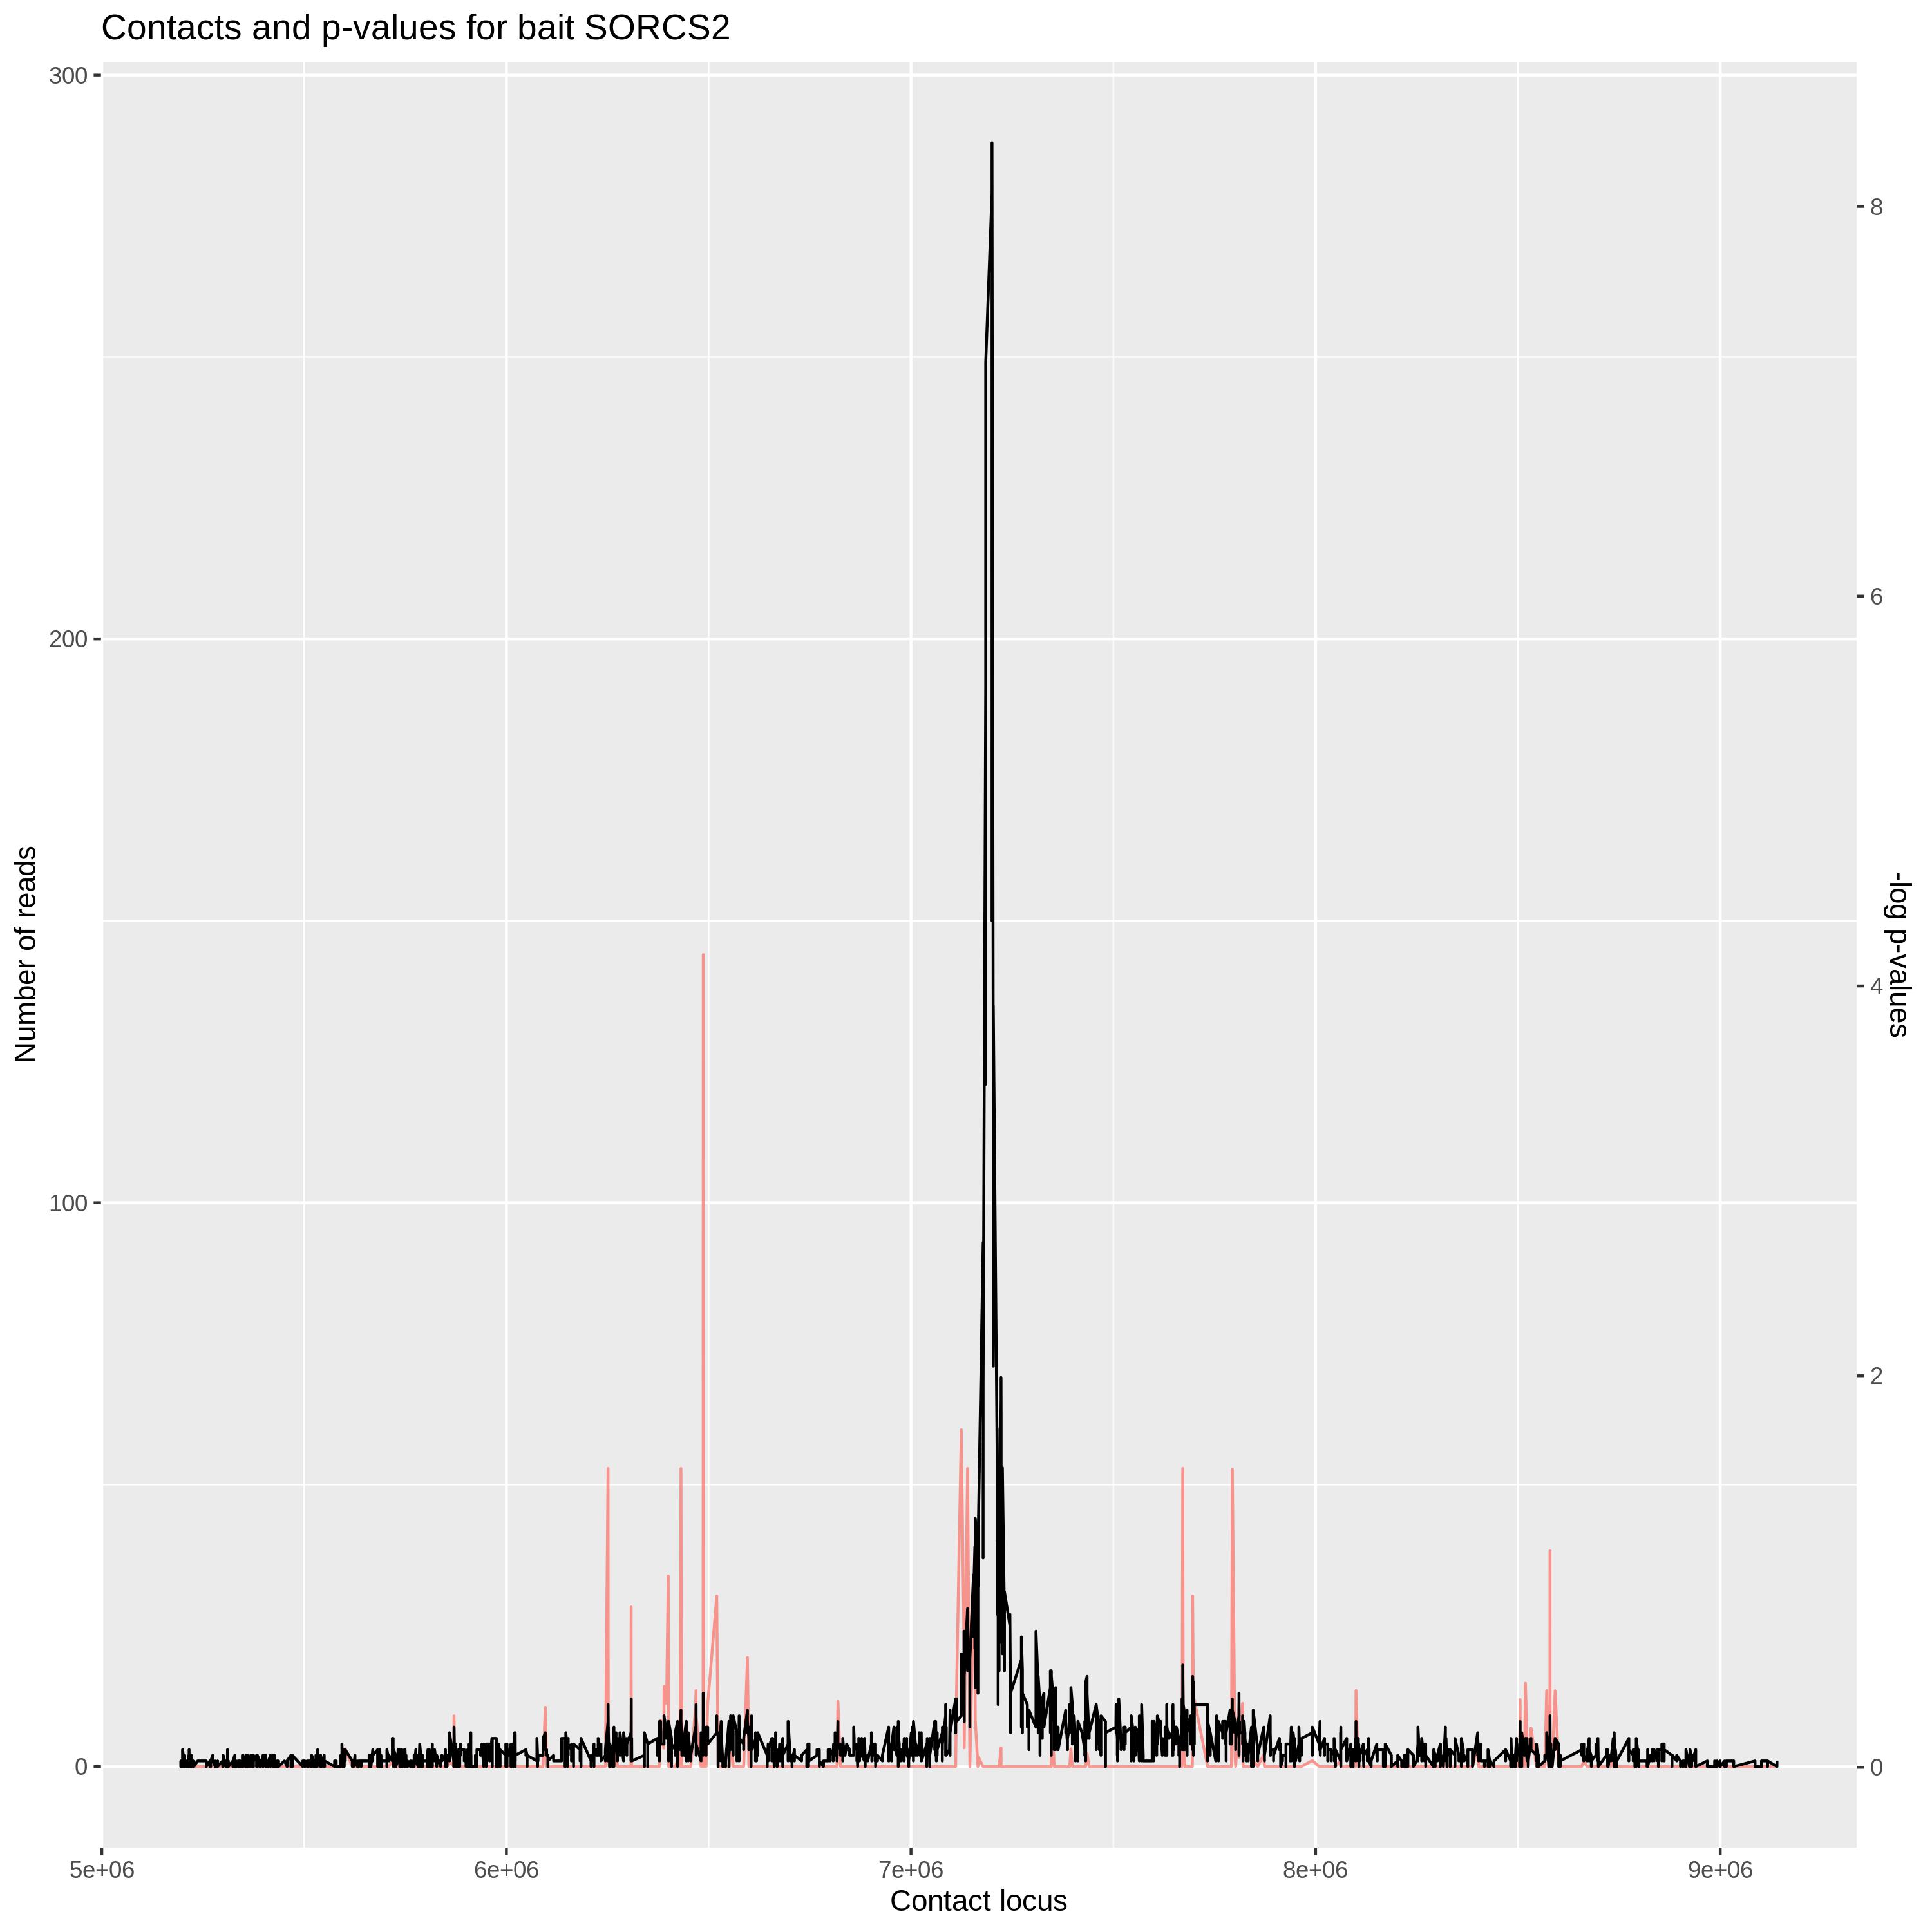 Contacts and p-values for bait SORCS2
300
200
100
0
Number of reads
8
6
4
2
0
-log p-values
5e+06 6e+06 7e+06 8e+06 9e+06
Contact locus